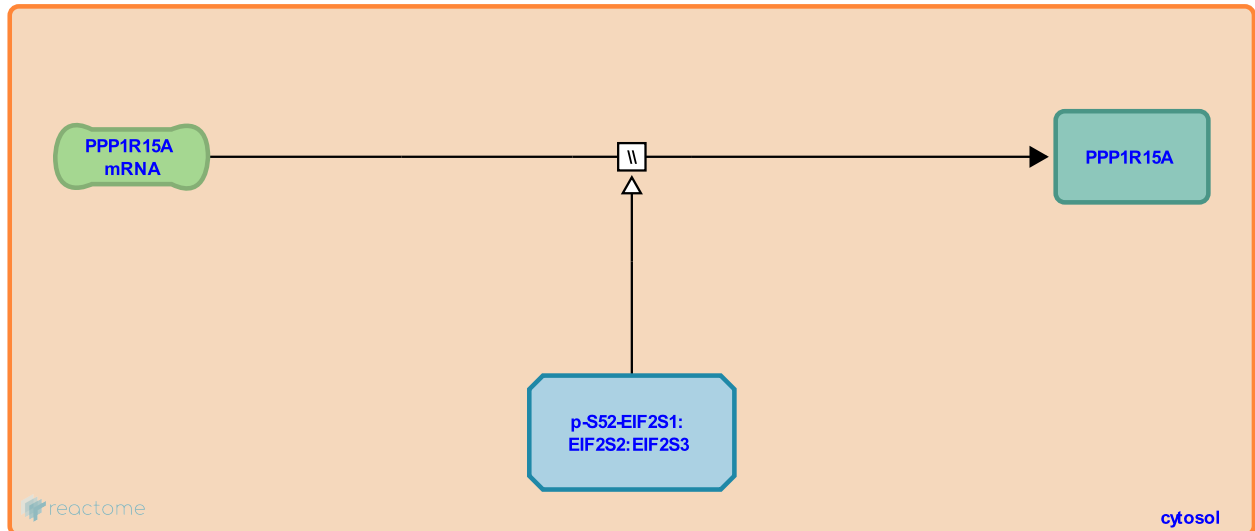 PPP1R15A
mRNA
\\
PPP1R15A
p-S52-EIF2S1:
EIF2S2:EIF2S3
reactome
cytosol